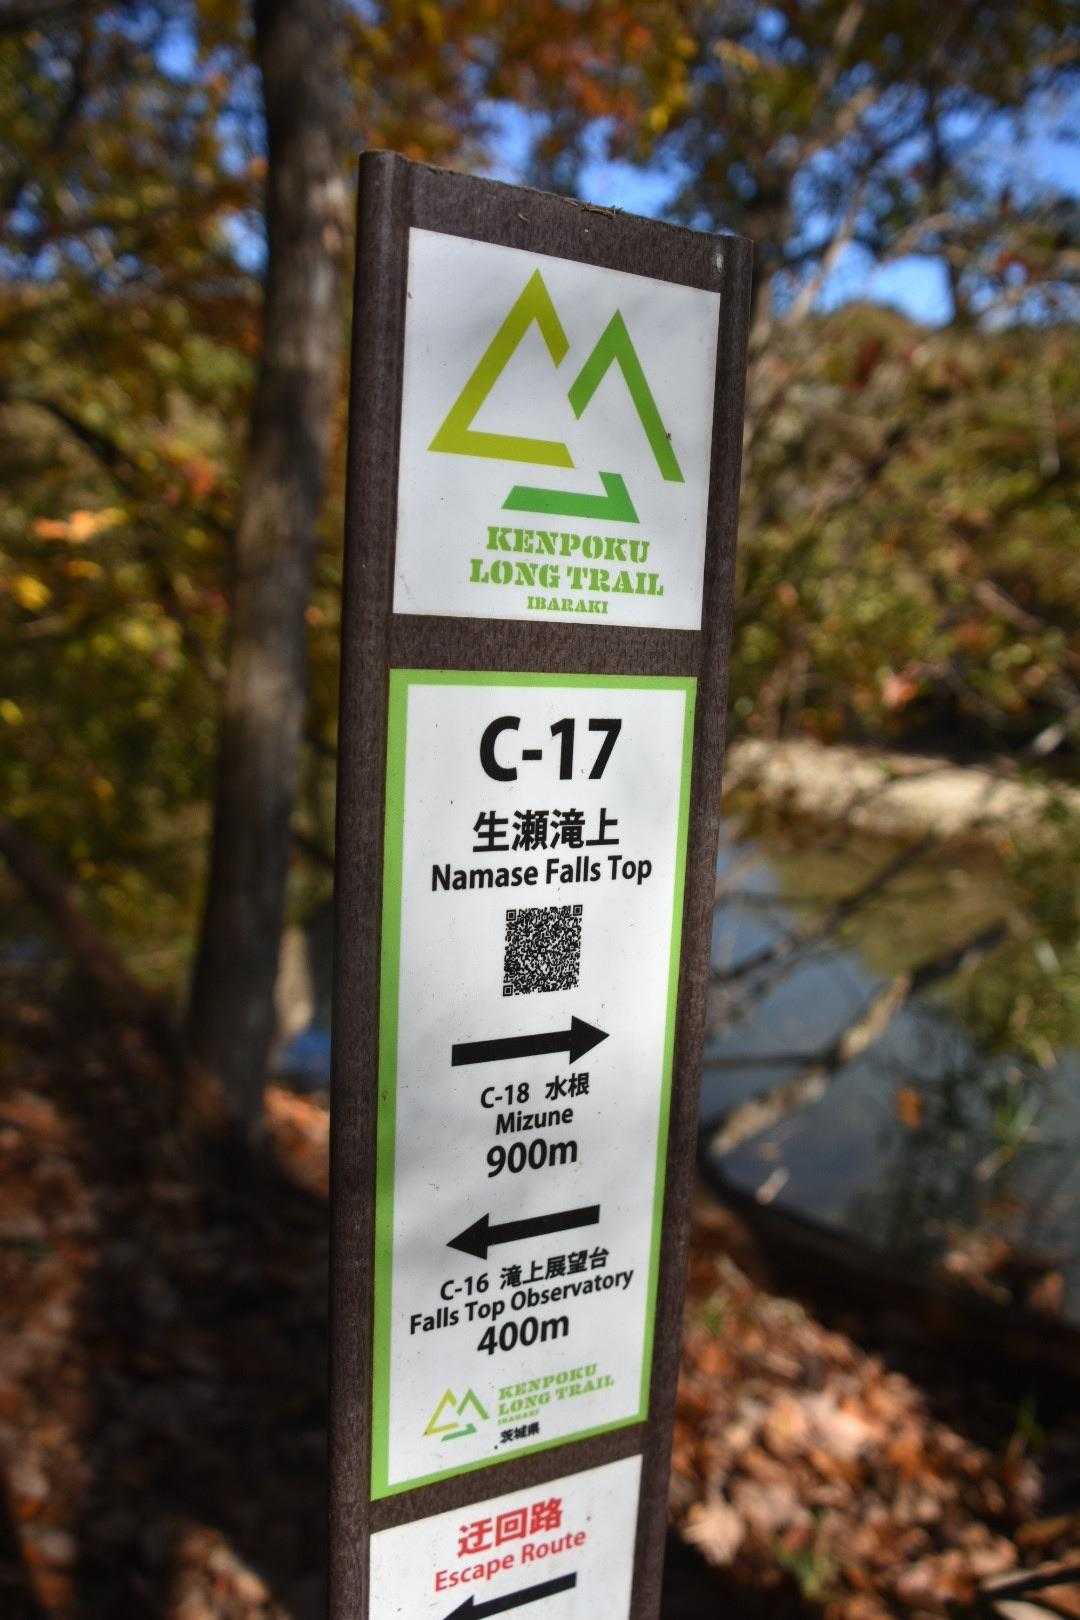 KENPOKU
LONG TRAIL
IBARAKI
C-17
生瀬滝上
Namase Falls Top
C-18 水根
Mizune
900m
C-16 滝上展望台
Falls Top Observatory
400m
KENPOKU
LONG TRAIL
IBARAKI
茨城県
迂回路
Escape Route